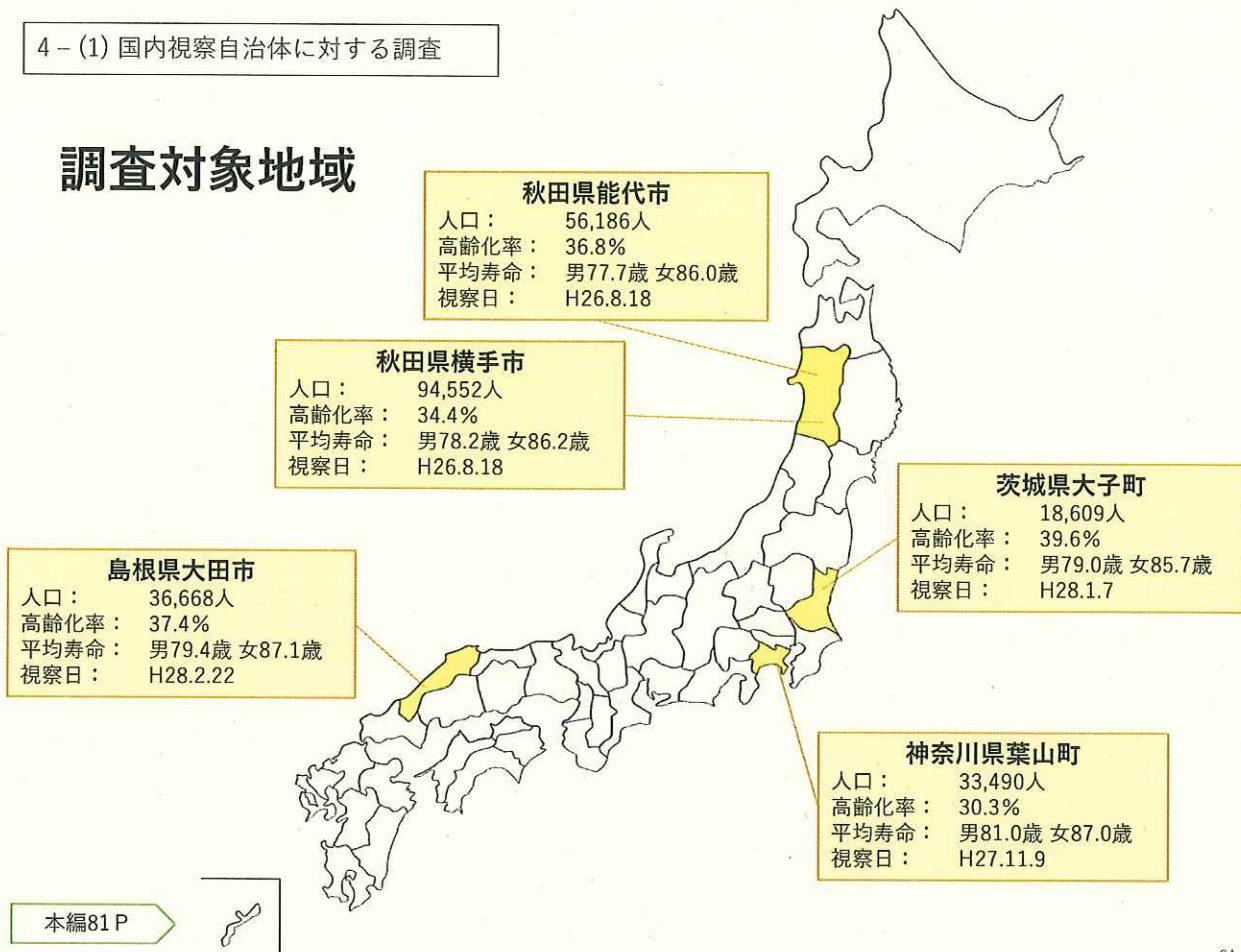 4 – (1) 国内視察自治体に対する調査
調査対象地域
秋田県能代市
人口： 56,186人
高齢化率： 36.8%
平均寿命： 男77.7歳 女86.0歳
視察日： H26.8.18
秋田県横手市
人口： 94,552人
高齢化率： 34.4%
平均寿命： 男78.2歳 女86.2歳
視察日： H26.8.18
茨城県大子町
人口： 18,609人
高齢化率： 39.6%
平均寿命： 男79.0歳 女85.7歳
視察日： H28.1.7
島根県大田市
人口： 36,668人
高齢化率： 37.4%
平均寿命： 男79.4歳 女87.1歳
視察日： H28.2.22
神奈川県葉山町
人口： 33,490人
高齢化率： 30.3%
平均寿命： 男81.0歳 女87.0歳
視察日： H27.11.9
本編81 P